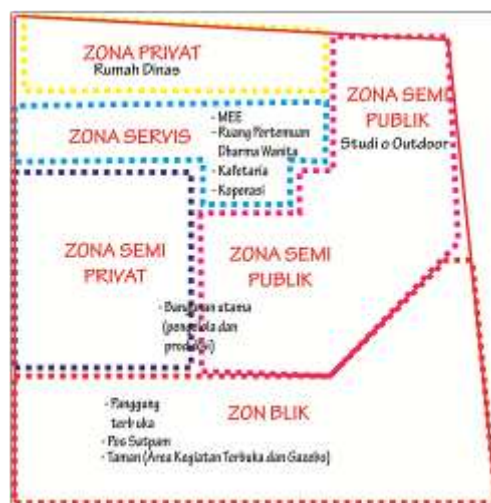 ZONA PRIVAT
Rumah Dinas
ZONA SEMI
PUBLIK
Studi o Outdoor
ZONA SERVIS
- MEE
- Ruang Pertemuan
Dharma Wanita
- Kafetaria
- Koperasi
ZONA SEMI
PRIVAT
ZONA SEMI
PUBLIK
- Bangunan utama
(pengelola dan
produksi)
ZON BLIK
- Panggung
terbuka
- Pos Satpam
- Taman (Area Kegiatan Terbuka dan Gazebo)